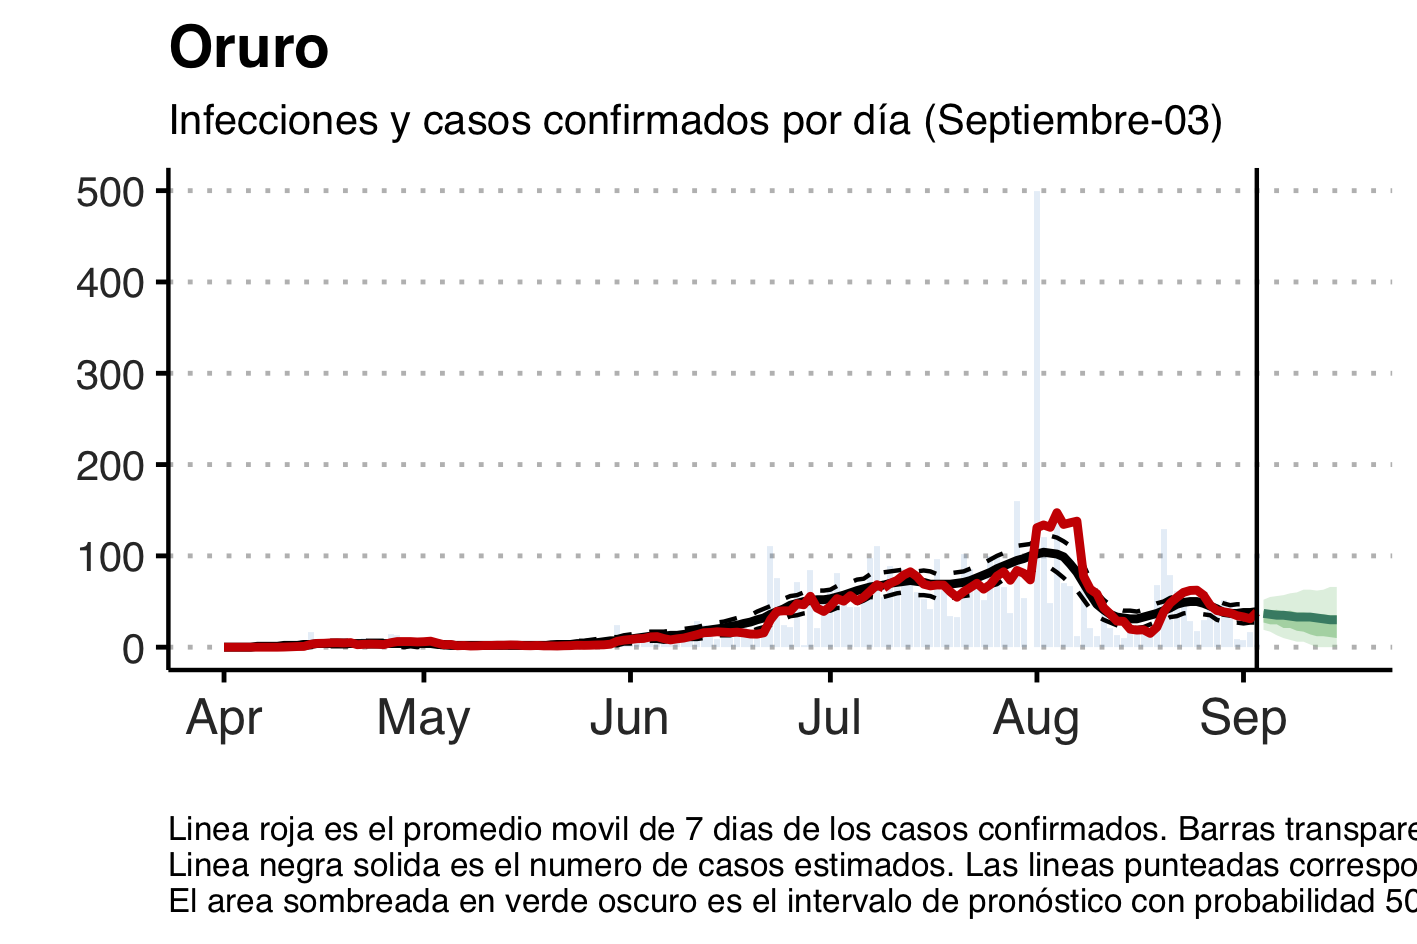 Oruro
Infecciones y casos confirmados por día (Septiembre-03)
500
400
300
200
100
0
Apr May Jun Jul Aug Sep
Linea roja es el promedio movil de 7 dias de los casos confirmados. Barras transpare
Linea negra solida es el numero de casos estimados. Las lineas punteadas correspo
El area sombreada en verde oscuro es el intervalo de pronóstico con probabilidad 50